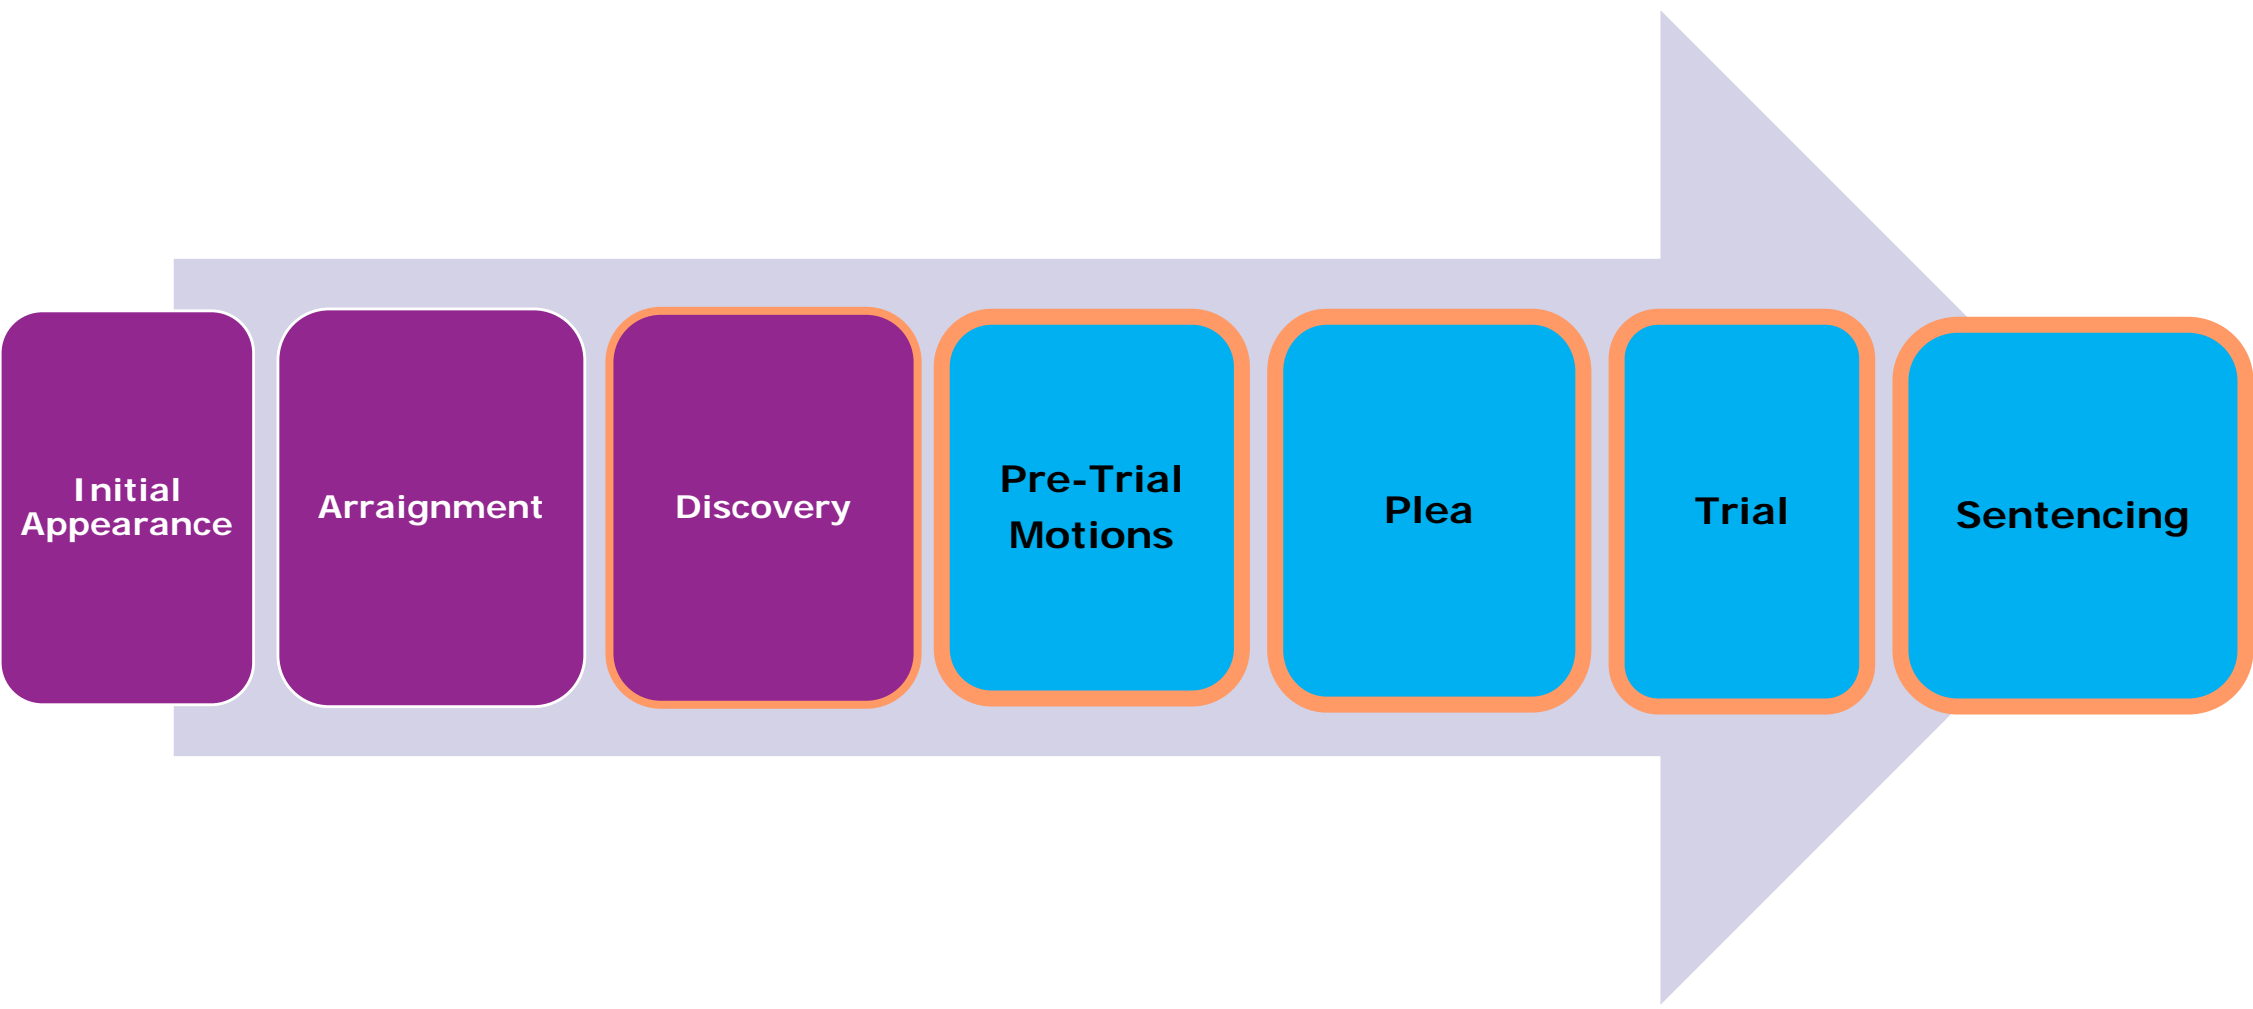 Initial
Appearance
Arraignment
Discovery
Pre-Trial
Motions
Plea
Trial
Sentencing